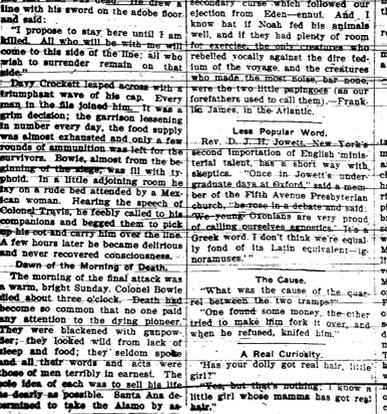 line with his sword on the adobe floor
and said:
"I propose to stay here until I am
killed. All who will be with me will
come to this side of the line; all who
wish to surrender remain on that
side."
Davy Crockett leaped across with a
triumphant wave of his cap. Every
man in the file joined him. It was a
grim decision; the garrison lessening
in number every day, the food supply
was almost exhausted and only a few
rounds of ammunition was left for the
survivors. Bowie, almost from the be-
ginning of the siege, was ill with ty-
phoid. In a little adjoining room he
lay on a rude bed attended by a Mex-
ican woman. Hearing the speech of
Colonel Travis, he feebly called to his
companions and begged them to pick
up his cot and carry him over the line.
A few hours later he became delirious
and never recovered consciousness.
Dawn of the Morning of Death.
The morning of the final attack was
a warm, bright Sunday. Colonel Bowie
died about three o'clock. Death had
become so common that no one paid
any attention to the dying pioneer.
They were blackened with gunpow-
der; they looked wild from lack of
sleep and food; they seldom spoke
and all their words and acts were
those of men terribly in earnest. The
sole idea of each was to sell his life
as dearly as possible. Santa Ana de-
termined to take the Alamo by as-
secondary curse which followed our
ejection from Eden—ennui. And I
know that if Noah fed his animals
well, and if they had plenty of room
for exercise, the only creatures who
rebelled vocally against the dire ted-
ium of the voyage, and the creatures
who made the most noise, bar none,
were the two little papingoes (as our
forefathers used to call them).—Frank-
lin James, in the Atlantic.
Less Popular Word.
Rev. D. J. H. Jowett, New York's
second importation of English minis-
terial talent, has a short way with
skeptics. "Once in Jowett's under-
graduate days at Oxford," said a mem-
ber of the Fifth Avenue Presbyterian
church, he rose in a debate and said:
'We young Oxonians are very proud
of calling ourselves agnostics. It's a
Greek word. I don't think we're equal-
ly fond of its Latin equivalent—ig-
noramuses.'"
The Cause.
"What was the cause of the quar-
rel between the two tramps?"
"One found some money, the other
tried to make him fork it over, and
when he refused, knifed him."
A Real Curiosity.
"Has your dolly got real hair, little
girl?"
"Yes, but that's nothing; I know a
little girl whose mamma has got real
hair."